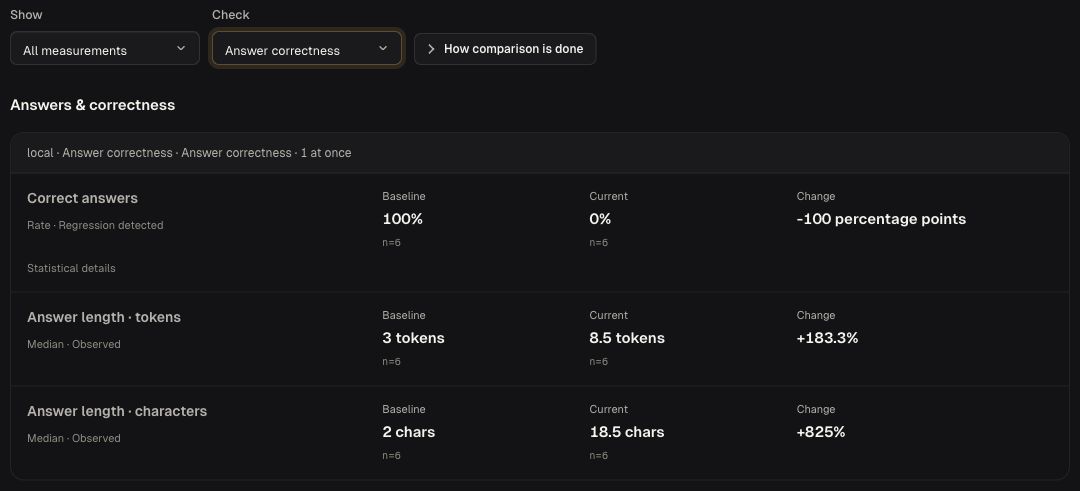 Show
Check
All measurements
Answer correctness
How comparison is done
Answers & correctness
local · Answer correctness · Answer correctness · 1 at once
Correct answers
Rate · Regression detected
Statistical details
Baseline
100%
n=6
Current
0%
n=6
Change
-100 percentage points
Answer length · tokens
Median · Observed
Baseline
3 tokens
n=6
Current
8.5 tokens
n=6
Change
+183.3%
Answer length · characters
Median · Observed
Baseline
2 chars
n=6
Current
18.5 chars
n=6
Change
+825%